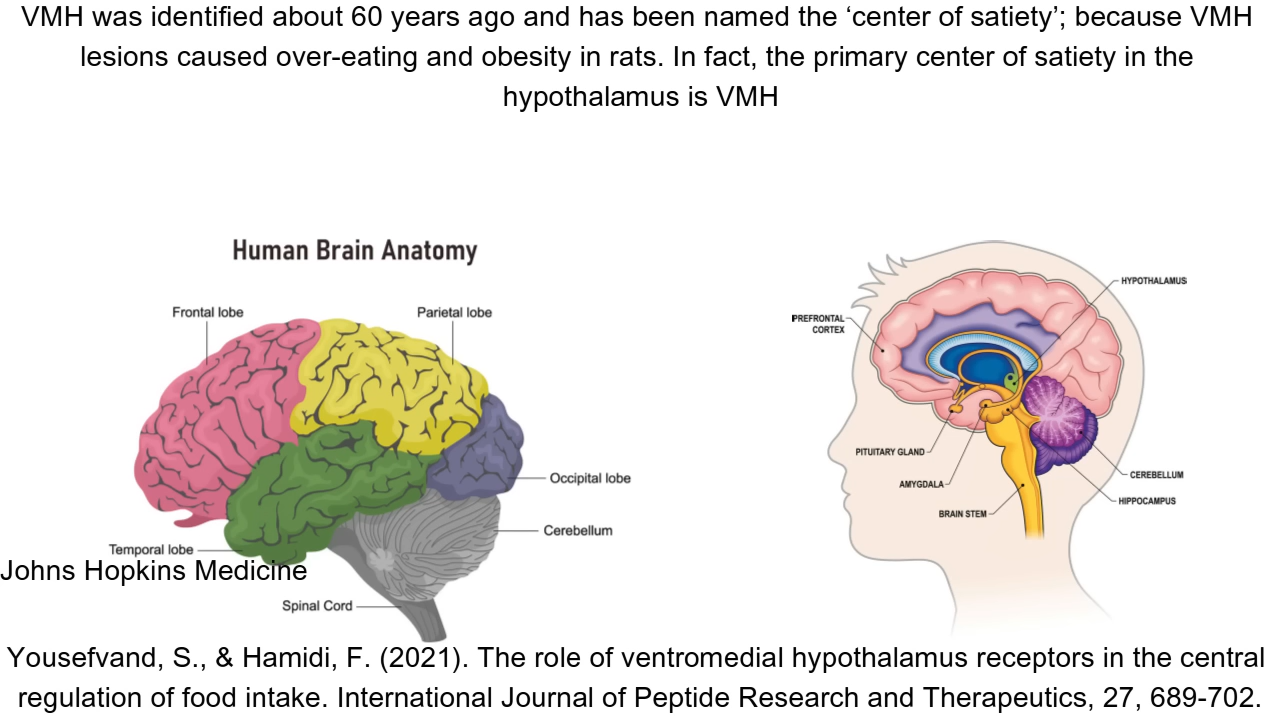 VMH was identified about 60 years ago and has been named the ‘center of satiety’; because VMH
lesions caused over-eating and obesity in rats. In fact, the primary center of satiety in the
hypothalamus is VMH
Human Brain Anatomy
Frontal lobe
Parietal lobe
Occipital lobe
Cerebellum
Temporal lobe
Spinal Cord
HYPOTHALAMUS
PREFRONTAL
CORTEX
PITUITARY GLAND
AMYGDALA
BRAIN STEM
CEREBELLUM
HIPPOCAMPUS
Johns Hopkins Medicine
Yousefvand, S., & Hamidi, F. (2021). The role of ventromedial hypothalamus receptors in the central
regulation of food intake. International Journal of Peptide Research and Therapeutics, 27, 689-702.